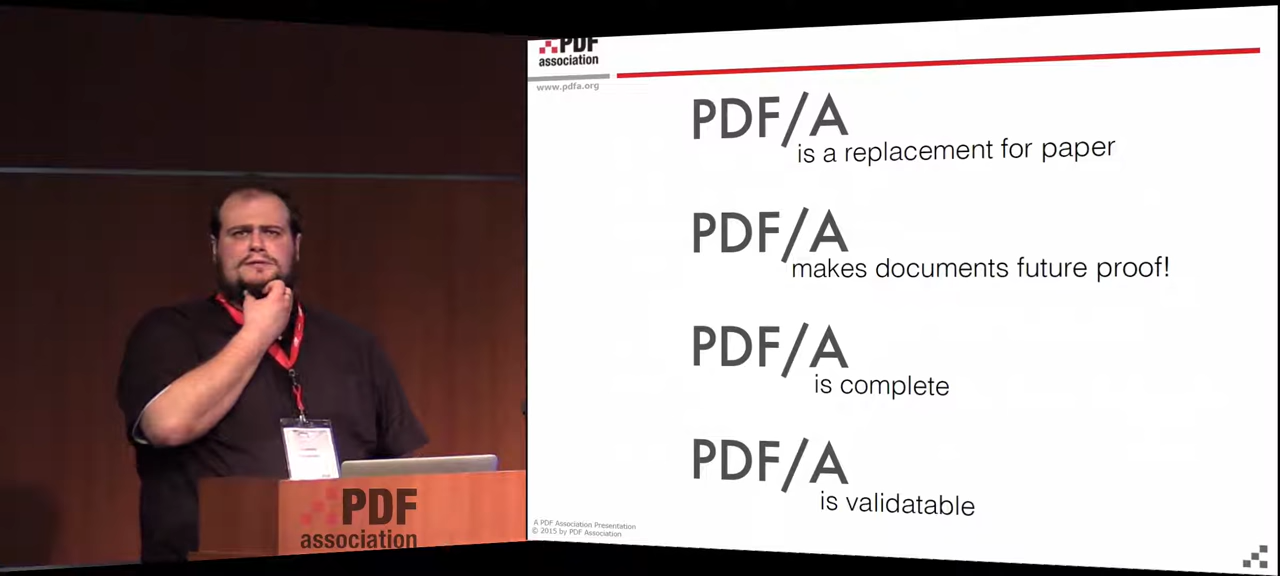 PDF
association
www.pdfa.org
PDF/A
is a replacement for paper
PDF/A
makes documents future proof!
PDF/A
is complete
PDF/A
is validatable
A PDF Association Presentation
© 2015 by PDF Association
PDF
association